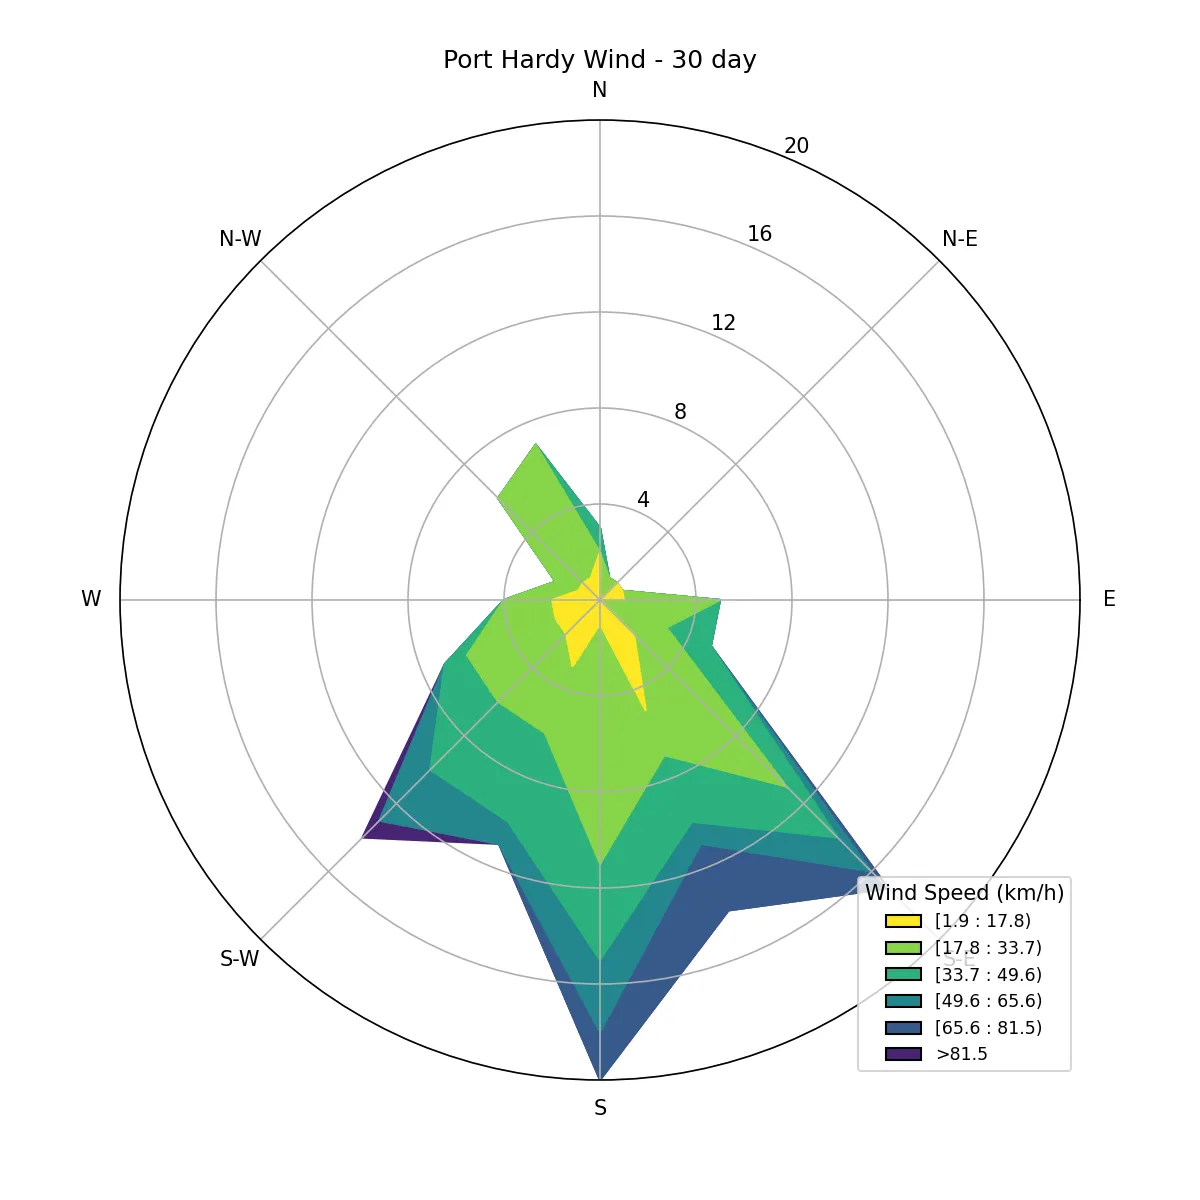 Port Hardy Wind - 30 day
N
20
N-W
N-E
16
12
8
4
W
E
Wind Speed (km/h)
[1.9 : 17.8)
[17.8 : 33.7)
S-W
S-E
[33.7 : 49.6)
[49.6 : 65.6)
[65.6 : 81.5)
>81.5
S